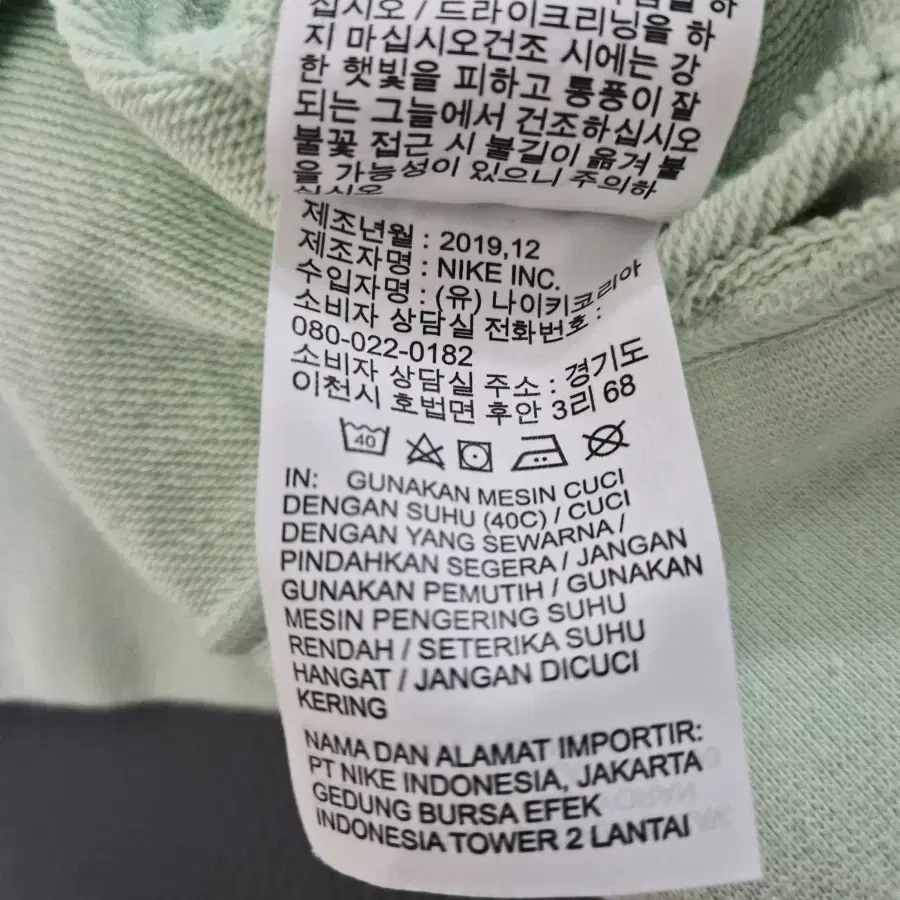 십시오 / 드라이크리닝을 하
지 마십시오건조 시에는 강
한 햇빛을 피하고 통풍이 잘
되는 그늘에서 건조하십시오
불꽃 접근 시 불길이 옮겨 붙
을 가능성이 있으니 주의하
십시오
제조년월 : 2019,12
제조자명 : NIKE INC.
수입자명 : (유) 나이키코리아
소비자 상담실 전화번호 :
080-022-0182
소비자 상담실 주소 : 경기도
이천시 호법면 후안 3리 68
40
IN: GUNAKAN MESIN CUCI
DENGAN SUHU (40C) / CUCI
DENGAN YANG SEWARNA /
PINDAHKAN SEGERA / JANGAN
GUNAKAN PEMUTIH / GUNAKAN
MESIN PENGERING SUHU
RENDAH / SETERIKA SUHU
HANGAT / JANGAN DICUCI
KERING
NAMA DAN ALAMAT IMPORTIR:
PT NIKE INDONESIA, JAKARTA
GEDUNG BURSA EFEK
INDONESIA TOWER 2 LANTAI